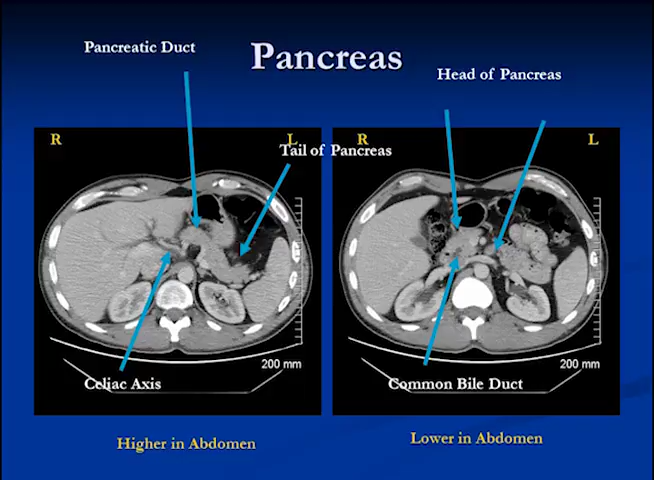 Pancreas
Pancreatic Duct
Head of Pancreas
R
L
R
L
Tail of Pancreas
200 mm
200 mm
Celiac Axis
Common Bile Duct
Higher in Abdomen
Lower in Abdomen